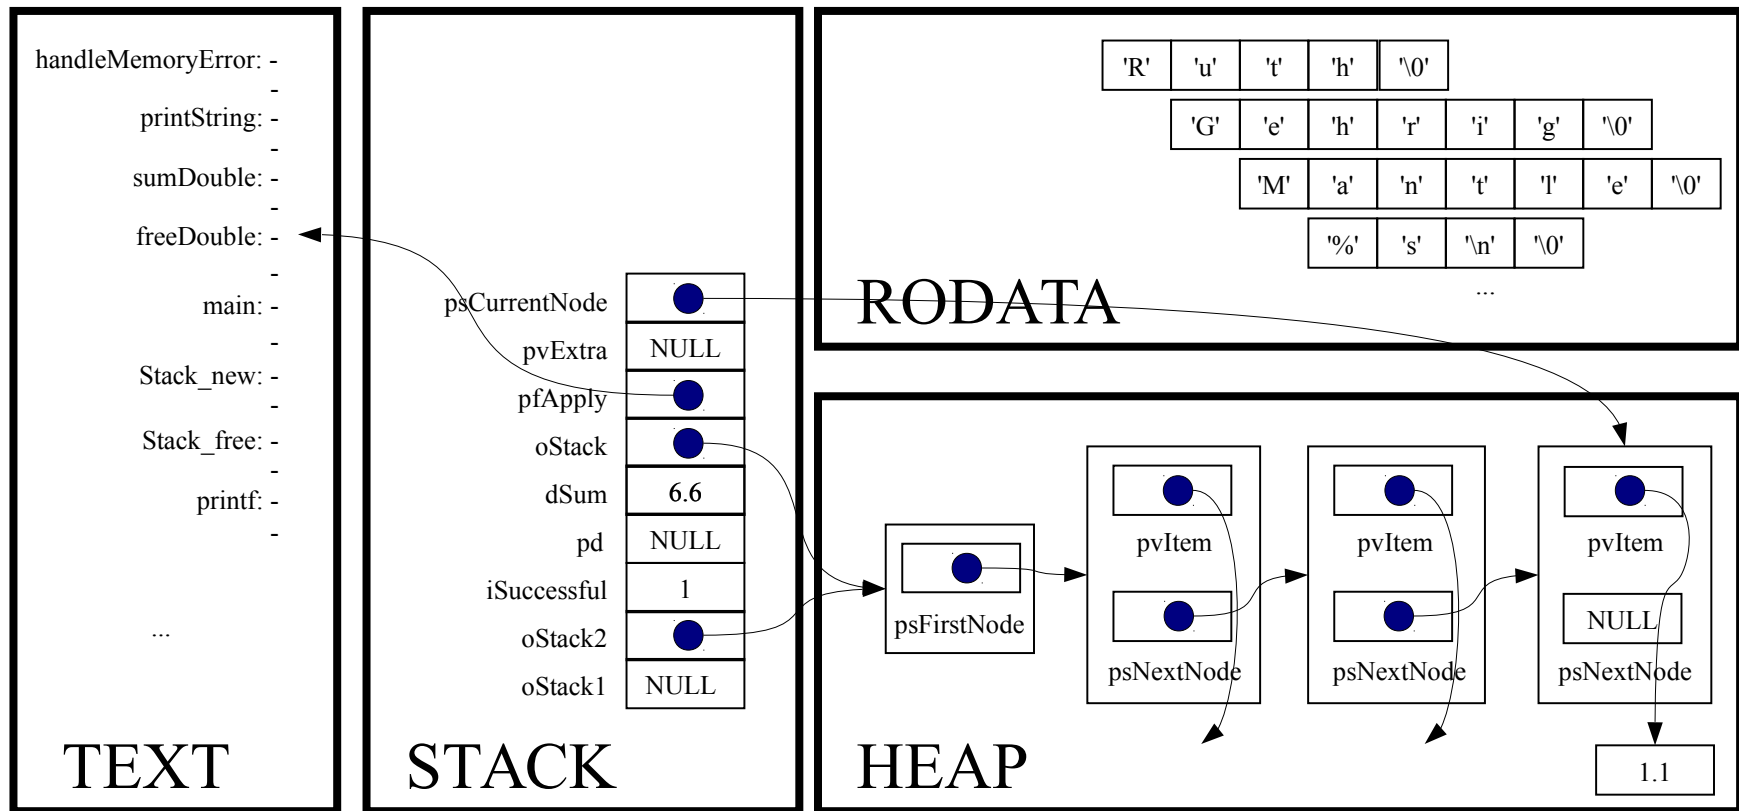 handleMemoryError: -
-
printString: -
-
sumDouble: -
-
freeDouble: -
-
main: -
-
Stack_new: -
-
Stack_free: -
-
printf: -
-
...
TEXT
psCurrentNode
pvExtra NULL
pfApply
oStack
dSum 6.6
pd NULL
iSuccessful 1
oStack2
oStack1 NULL
STACK
'R' 'u' 't' 'h' '\0'
'G' 'e' 'h' 'r' 'i' 'g' '\0'
'M' 'a' 'n' 't' 'l' 'e' '\0'
'%' 's' '\n' '\0'
...
RODATA
psFirstNode
pvItem pvItem pvItem
NULL
psNextNode psNextNode psNextNode
1.1
HEAP